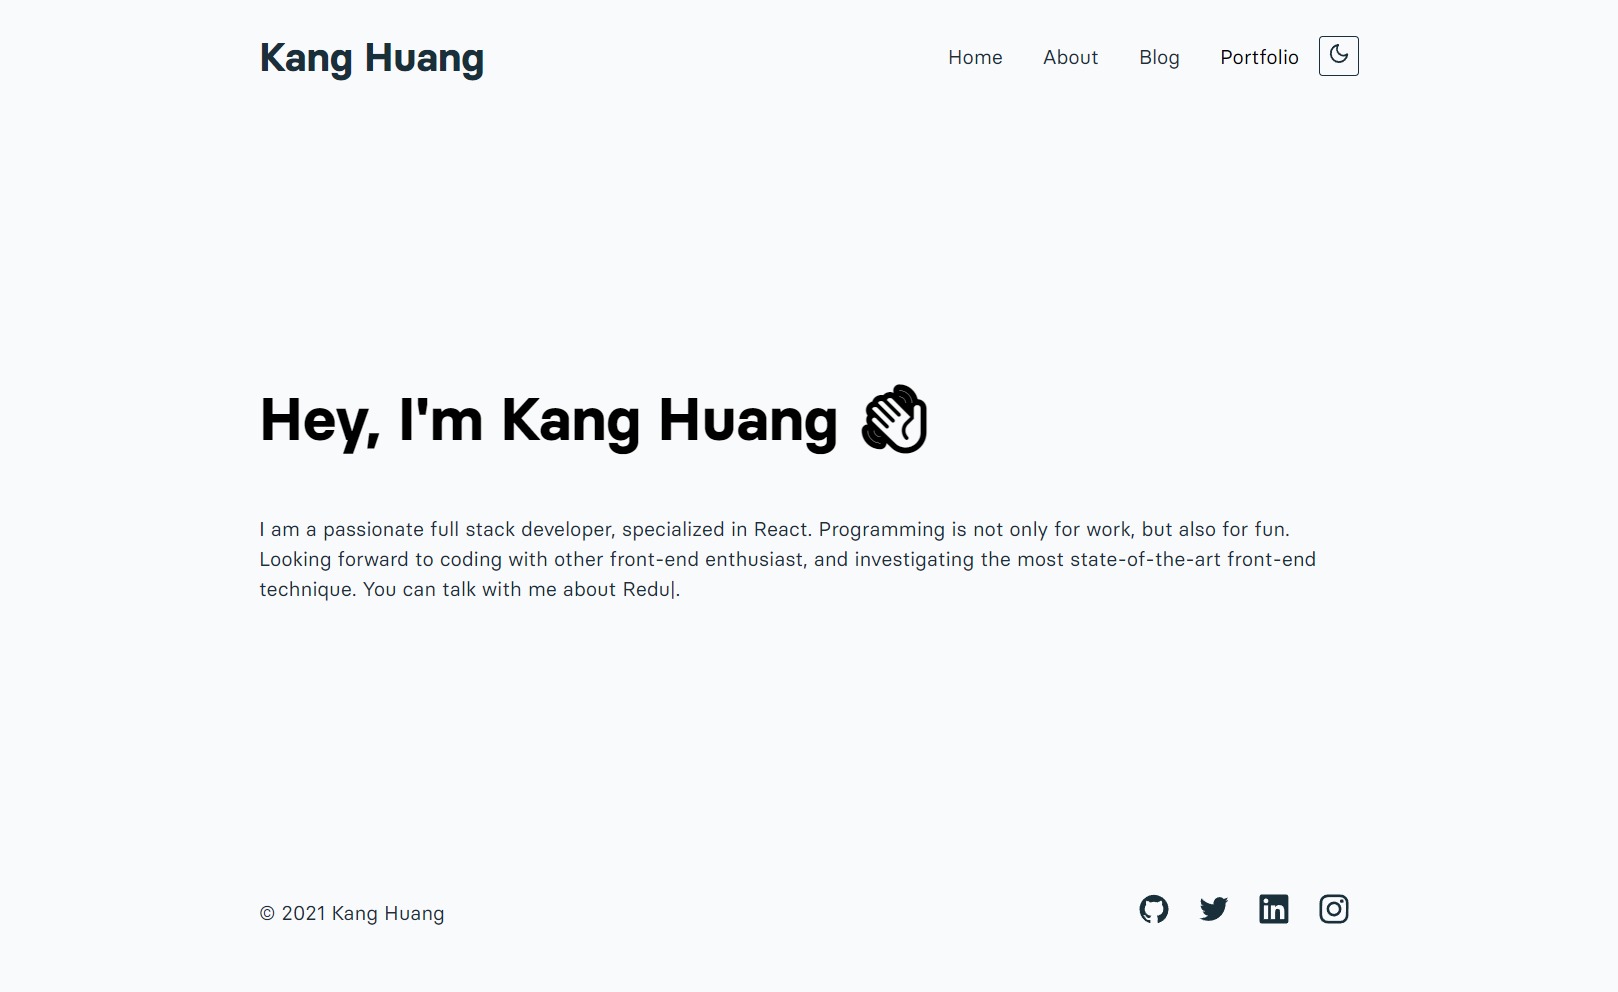 Kang Huang
Home About Blog Portfolio
Hey, I'm Kang Huang 👋
I am a passionate full stack developer, specialized in React. Programming is not only for work, but also for fun.
Looking forward to coding with other front-end enthusiast, and investigating the most state-of-the-art front-end
technique. You can talk with me about Redu|.
© 2021 Kang Huang